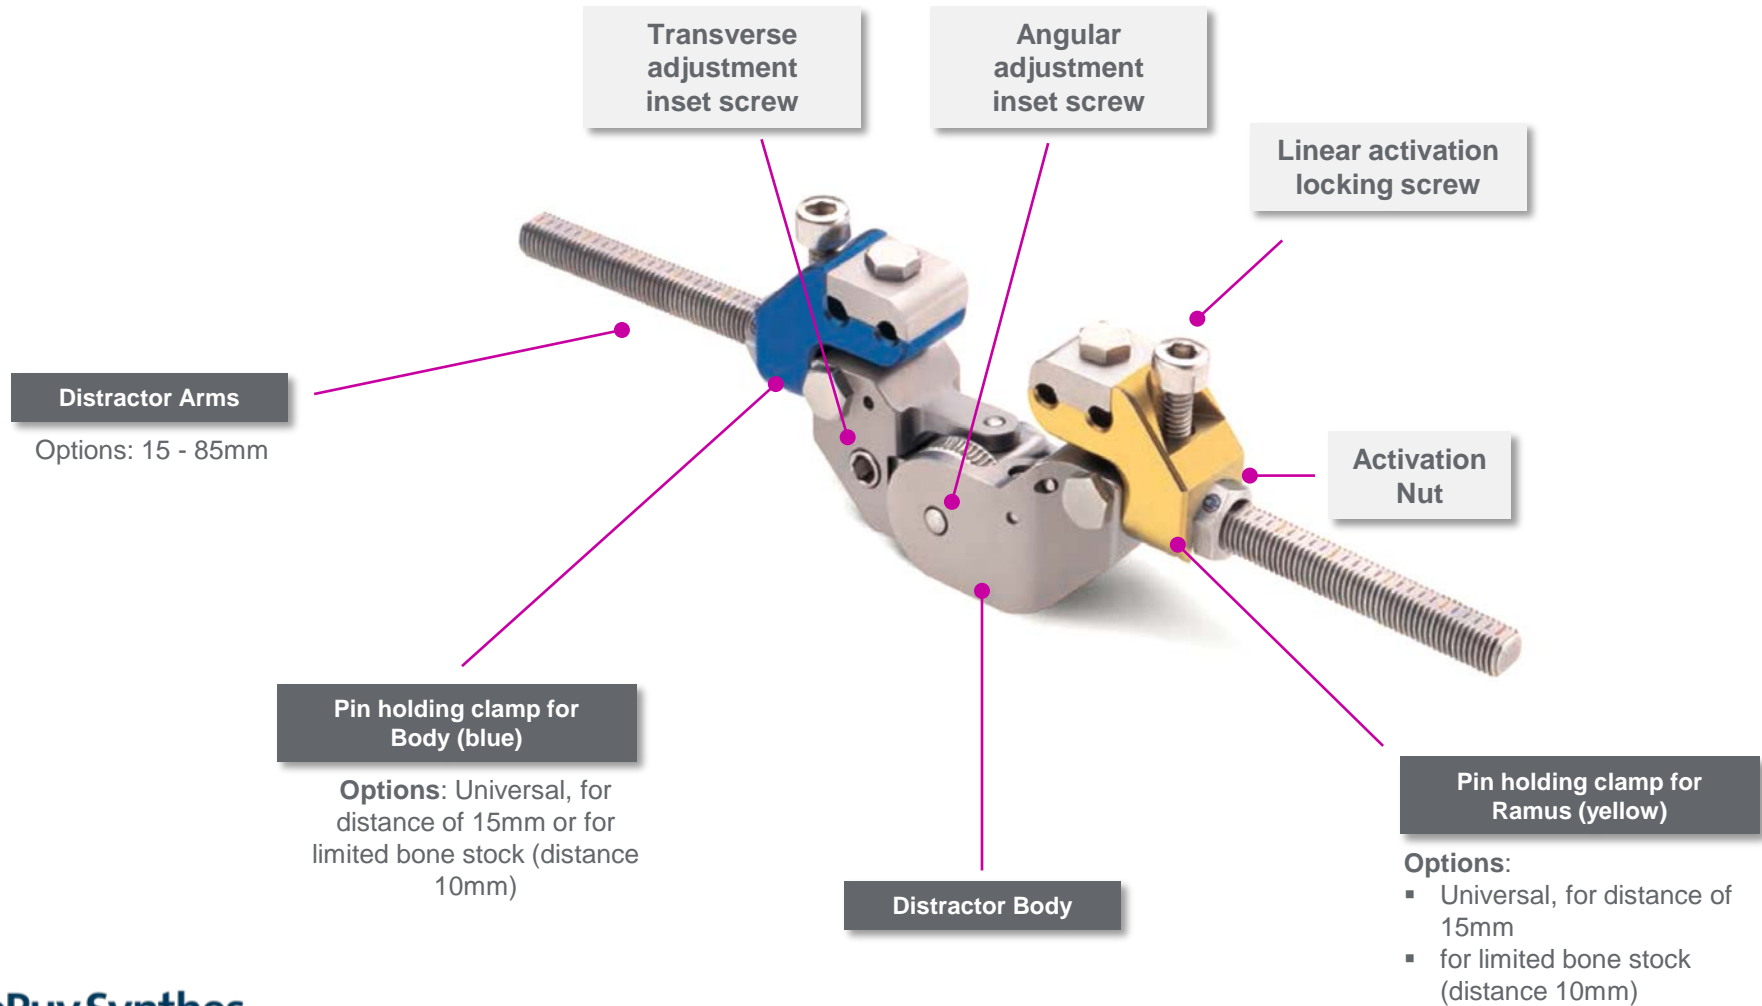 Transverse
adjustment
inset screw
Angular
adjustment
inset screw
Linear activation
locking screw
Distractor Arms
Options: 15 - 85mm
Activation
Nut
Pin holding clamp for
Body (blue)
Options: Universal, for
distance of 15mm or for
limited bone stock (distance
10mm)
Distractor Body
Pin holding clamp for
Ramus (yellow)
Options:
▪ Universal, for distance of
15mm
▪ for limited bone stock
(distance 10mm)